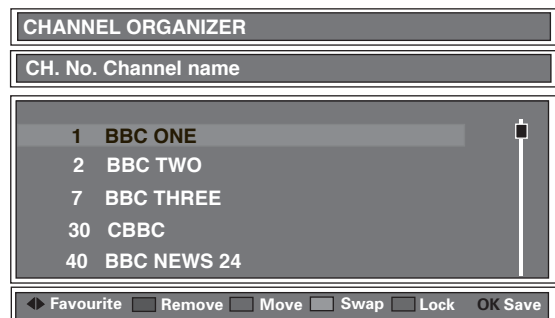 CHANNEL ORGANIZER
CH. No. Channel name
1 BBC ONE
2 BBC TWO
7 BBC THREE
30 CBBC
40 BBC NEWS 24
Favourite Remove Move Swap Lock OK Save